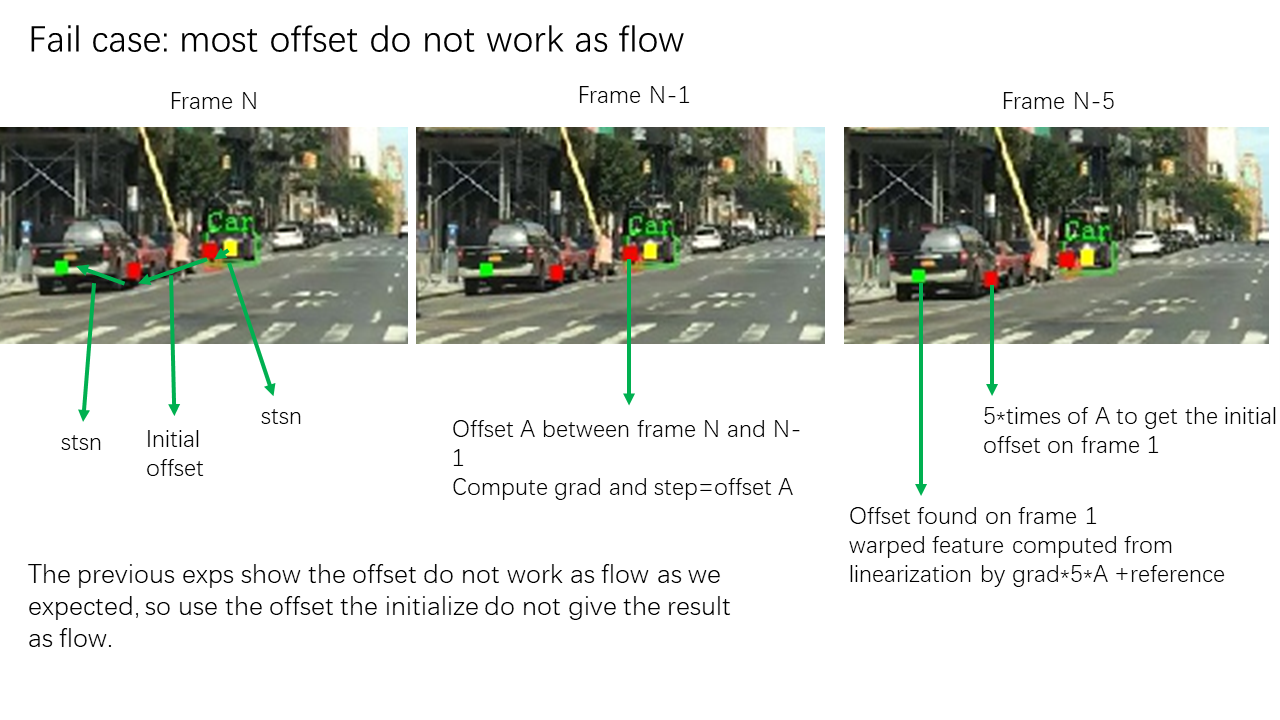 Fail case: most offset do not work as flow
Frame N
Frame N-1
Frame N-5
Car
Car
Car
stsn
Initial
offset
stsn
Offset A between frame N and N-
1
Compute grad and step=offset A
5*times of A to get the initial
offset on frame 1
Offset found on frame 1
warped feature computed from
linearization by grad*5*A +reference
The previous exps show the offset do not work as flow as we
expected, so use the offset the initialize do not give the result
as flow.